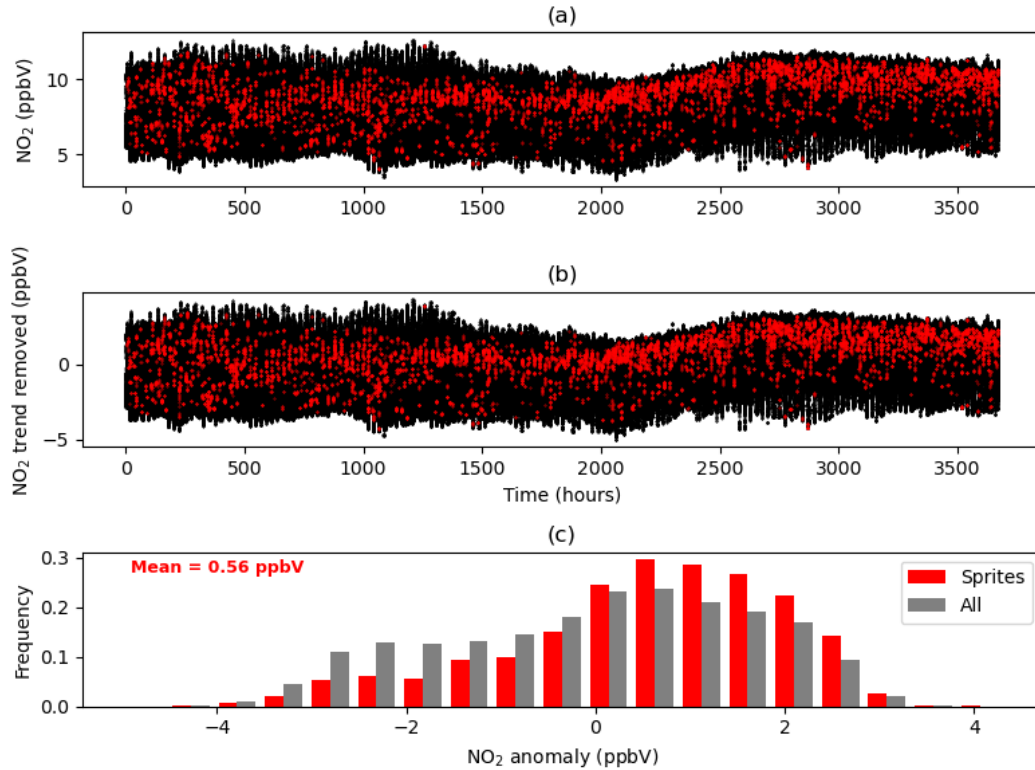 (a)
NO₂ (ppbV)
10
5
0 500 1000 1500 2000 2500 3000 3500
(b)
NO₂ trend removed (ppbV)
0
−5
0 500 1000 1500 2000 2500 3000 3500
Time (hours)
(c)
Mean = 0.56 ppbV
Frequency
0.3
0.2
0.1
0.0
Sprites
All
−4 −2 0 2 4
NO₂ anomaly (ppbV)